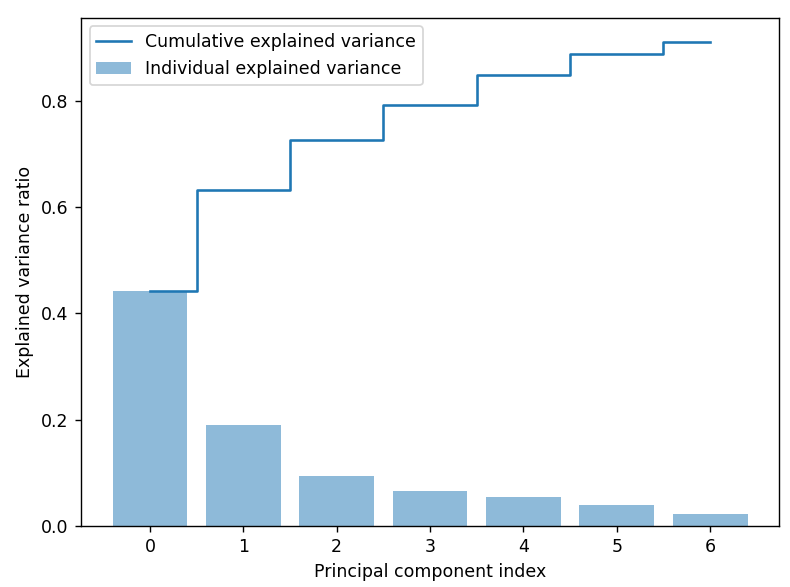 Cumulative explained variance
Individual explained variance
Explained variance ratio
0.8
0.6
0.4
0.2
0.0
0 1 2 3 4 5 6
Principal component index